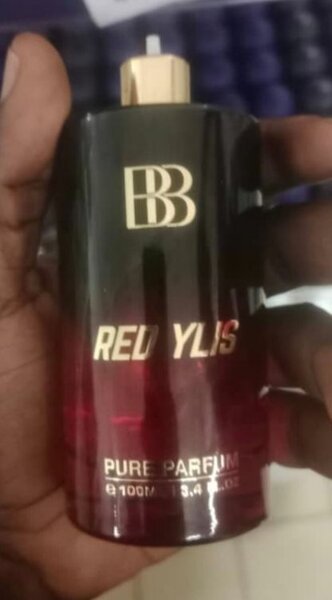 BB
RED YLIS
PURE PARFUM
e 100ML 3.4 FL.OZ